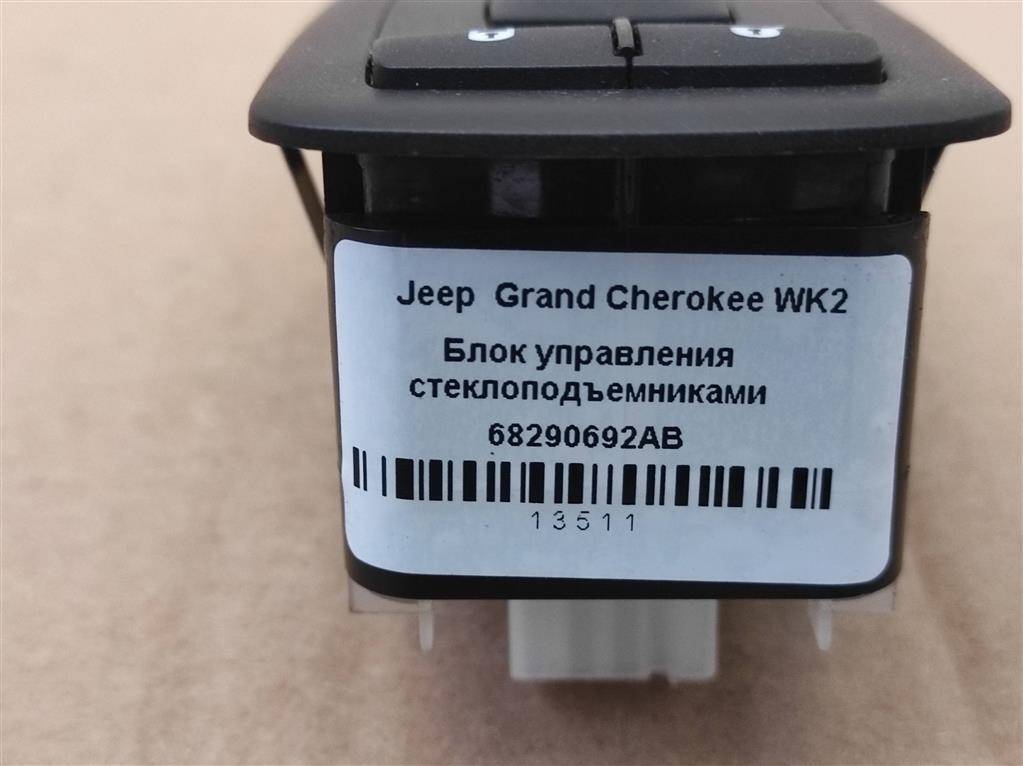 Jeep Grand Cherokee WK2
Блок управления
стеклоподъемниками
68290692AB
13511